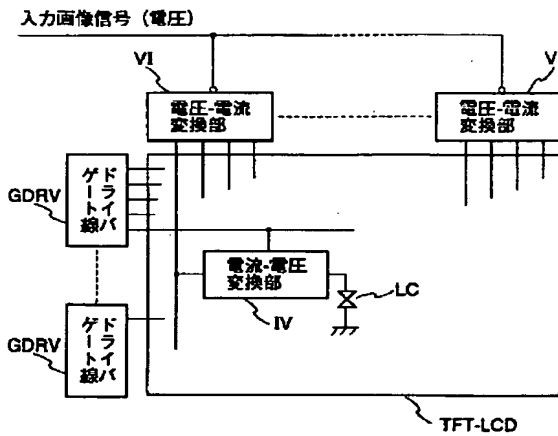 入力画像信号（電圧）
VI
電圧-電流
変換部
V
電圧-電流
変換部
GDRV
ゲート線
ドライバ
電流-電圧
変換部
LC
IV
GDRV
ゲート線
ドライバ
TFT-LCD